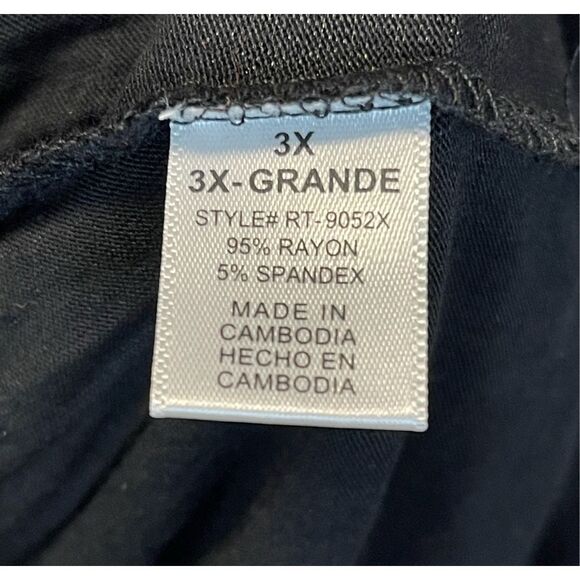 3X
3X-GRANDE
STYLE# RT-9052X
95% RAYON
5% SPANDEX
MADE IN
CAMBODIA
HECHO EN
CAMBODIA